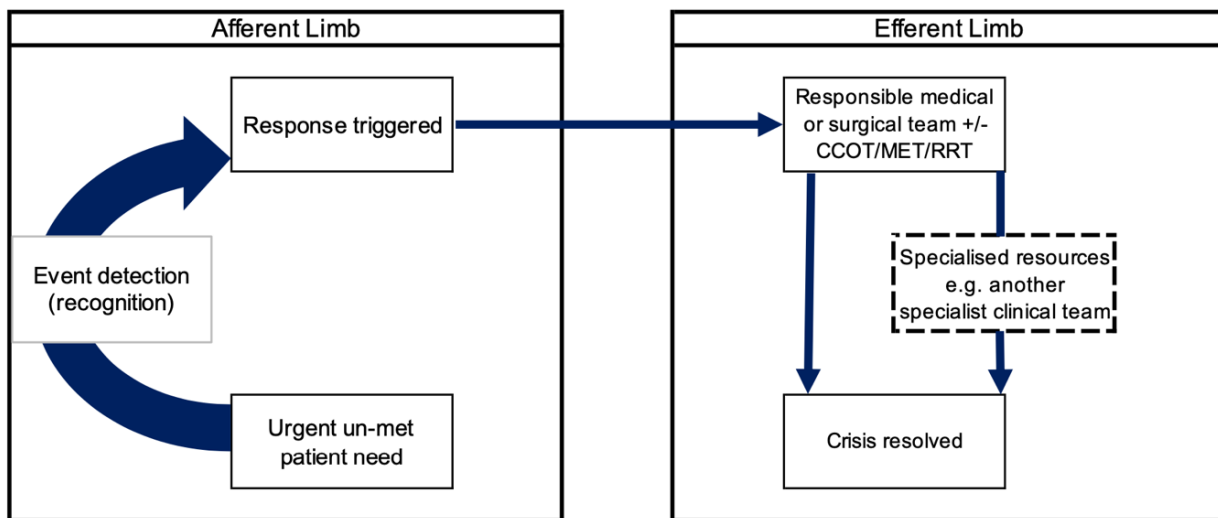 Afferent Limb
Efferent Limb
Response triggered
Responsible medical
or surgical team +/-
CCOT/MET/RRT
Event detection
(recognition)
Specialised resources
e.g. another
specialist clinical team
Urgent un-met
patient need
Crisis resolved